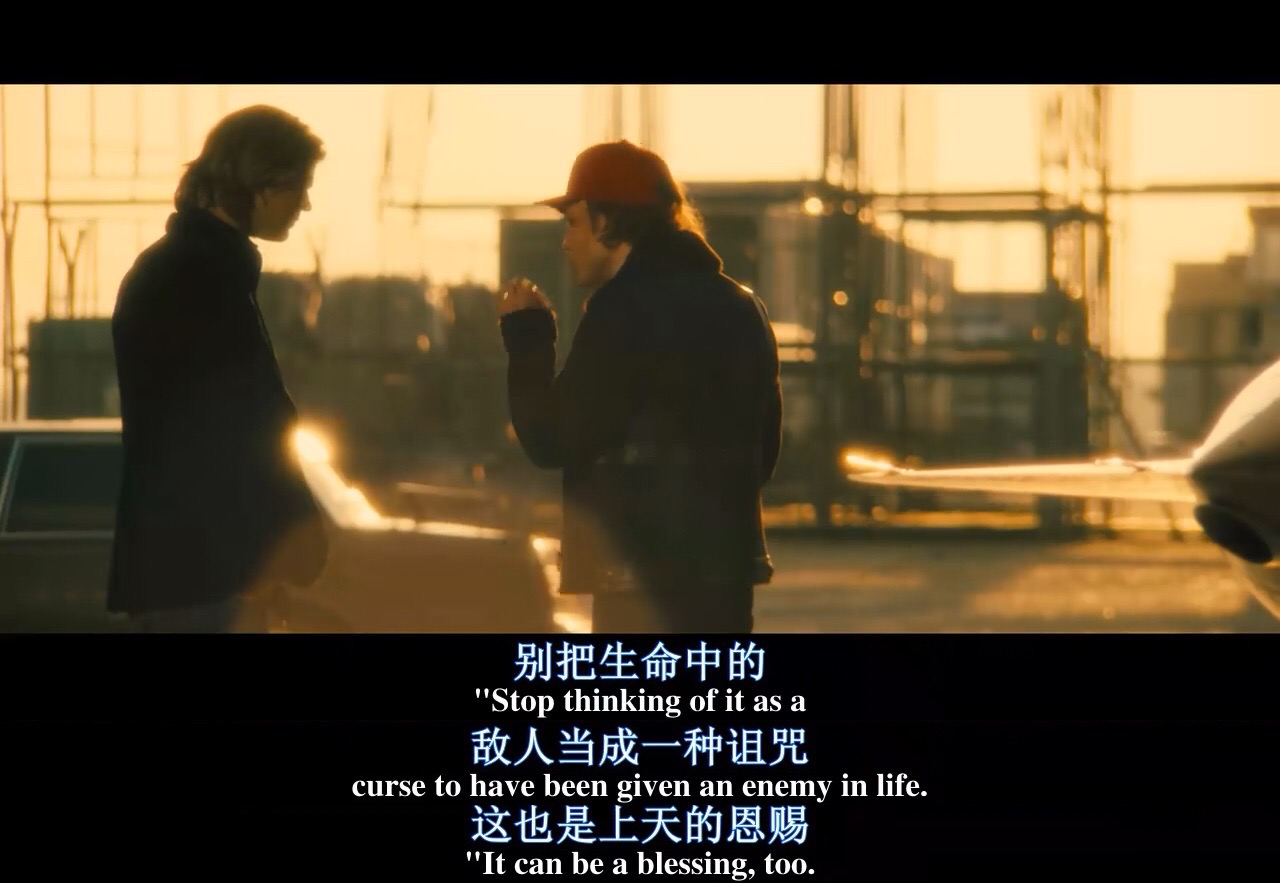 别把生命中的
"Stop thinking of it as a
敌人当成一种诅咒
curse to have been given an enemy in life.
这也是上天的恩赐
"It can be a blessing, too.